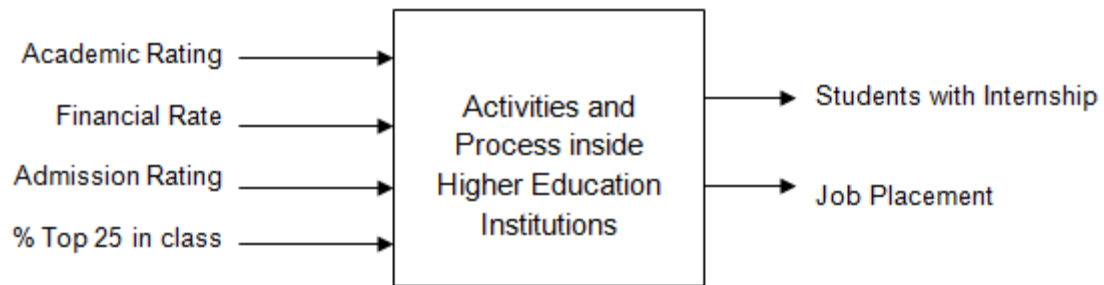 Academic Rating
Financial Rate
Admission Rating
% Top 25 in class
Activities and
Process inside
Higher Education
Institutions
Students with Internship
Job Placement